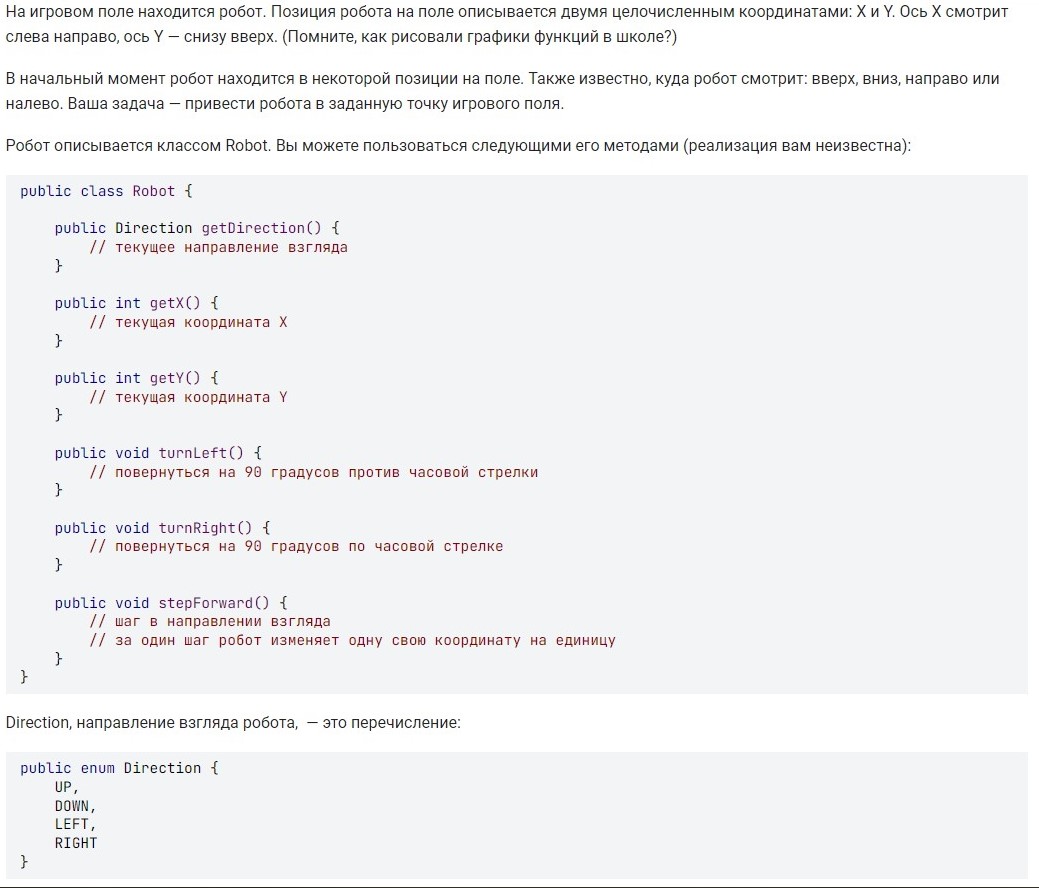 На игровом поле находится робот. Позиция робота на поле описывается двумя целочисленным координатами: X и Y. Ось X смотрит
слева направо, ось Y — снизу вверх. (Помните, как рисовали графики функций в школе?)
В начальный момент робот находится в некоторой позиции на поле. Также известно, куда робот смотрит: вверх, вниз, направо или
налево. Ваша задача — привести робота в заданную точку игрового поля.
Робот описывается классом Robot. Вы можете пользоваться следующими его методами (реализация вам неизвестна):
public class Robot {
public Direction getDirection() {
// текущее направление взгляда
}
public int getX() {
// текущая координата X
}
public int getY() {
// текущая координата Y
}
public void turnLeft() {
// повернуться на 90 градусов против часовой стрелки
}
public void turnRight() {
// повернуться на 90 градусов по часовой стрелке
}
public void stepForward() {
// шаг в направлении взгляда
// за один шаг робот изменяет одну свою координату на единицу
}
}
Direction, направление взгляда робота,  — это перечисление:
public enum Direction {
UP,
DOWN,
LEFT,
RIGHT
}